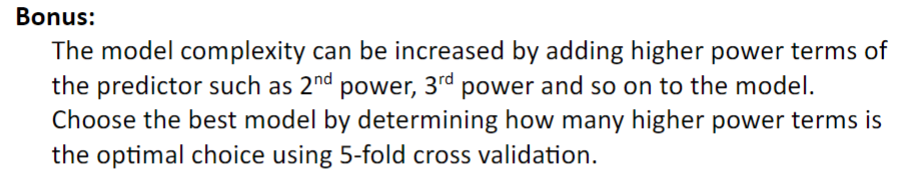 Bonus:
The model complexity can be increased by adding higher power terms of
the predictor such as 2nd power, 3rd power and so on to the model.
Choose the best model by determining how many higher power terms is
the optimal choice using 5-fold cross validation.